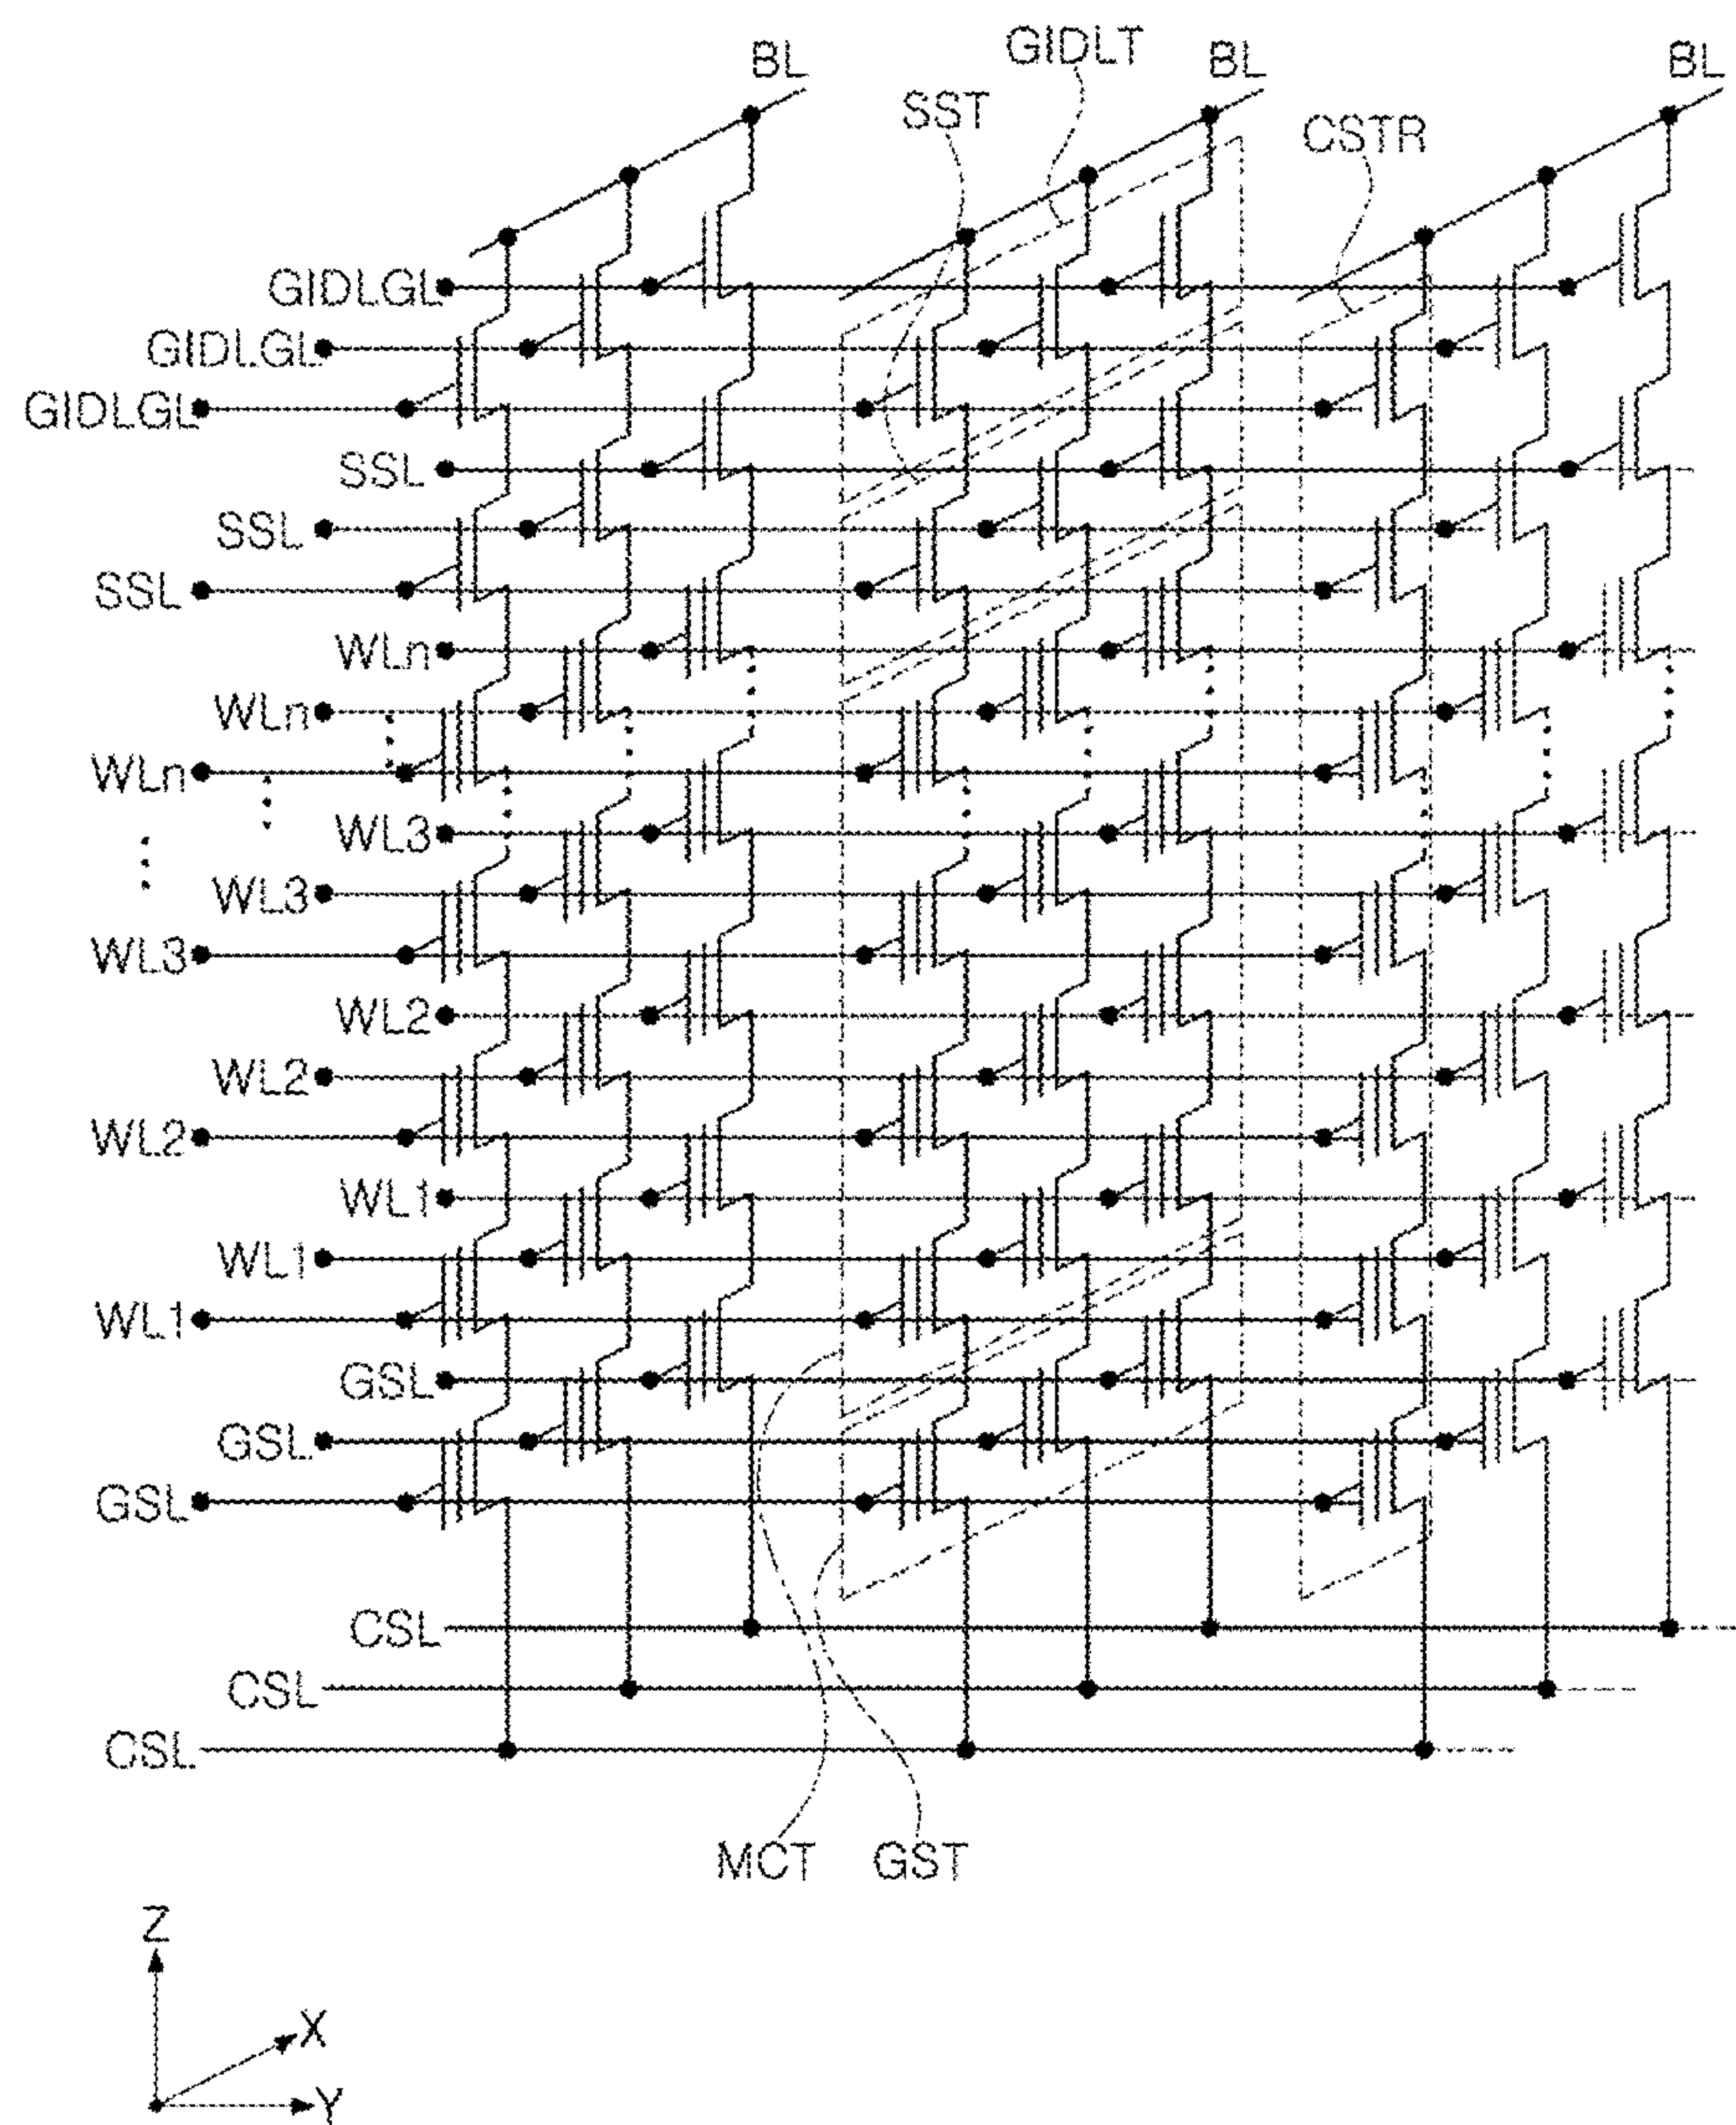 BL
GIDLT
BL
BL
SST
CSTR
GIDLGL
GIDLGL
GIDLGL
SSL
SSL
SSL
WLn
WLn
WLn
WL3
WL3
WL3
WL2
WL2
WL2
WL1
WL1
WL1
GSL
GSL
GSL
CSL
CSL
CSL
MCT
GST
Z
X
Y